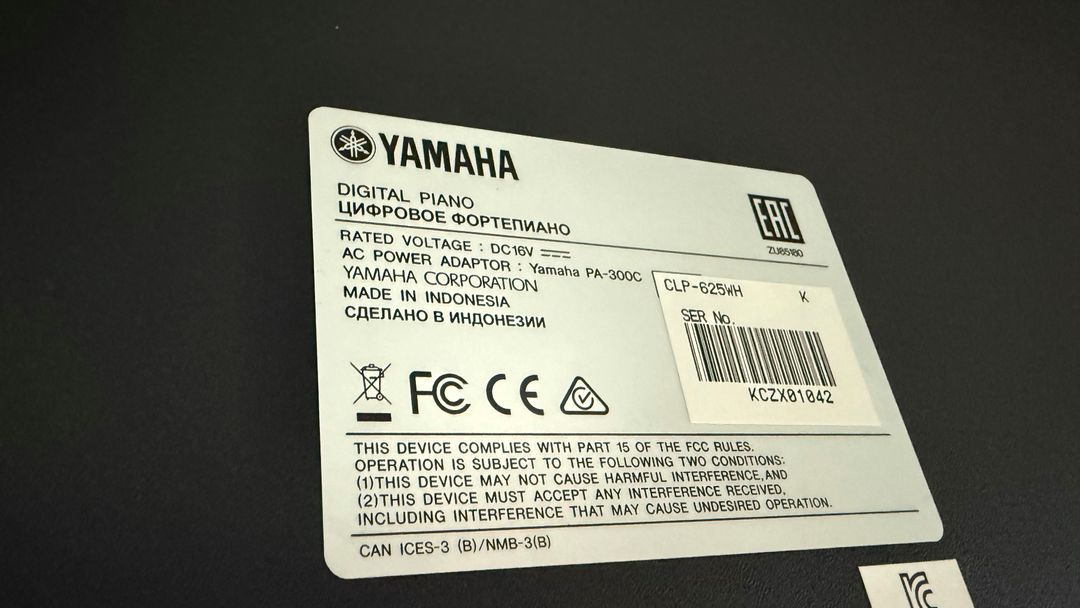 YAMAHA
DIGITAL PIANO
ЦИФРОВОЕ ФОРТЕПИАНО
EAC
ZU85180
RATED VOLTAGE : DC16V
AC POWER ADAPTOR : Yamaha PA-300C
YAMAHA CORPORATION
MADE IN INDONESIA
СДЕЛАНО В ИНДОНЕЗИИ
CLP-625WH K
SER No.
KCZX01042
FC CE
THIS DEVICE COMPLIES WITH PART 15 OF THE FCC RULES.
OPERATION IS SUBJECT TO THE FOLLOWING TWO CONDITIONS:
(1)THIS DEVICE MAY NOT CAUSE HARMFUL INTERFERENCE,AND
(2)THIS DEVICE MUST ACCEPT ANY INTERFERENCE RECEIVED,
INCLUDING INTERFERENCE THAT MAY CAUSE UNDESIRED OPERATION.
CAN ICES-3 (B)/NMB-3(B)